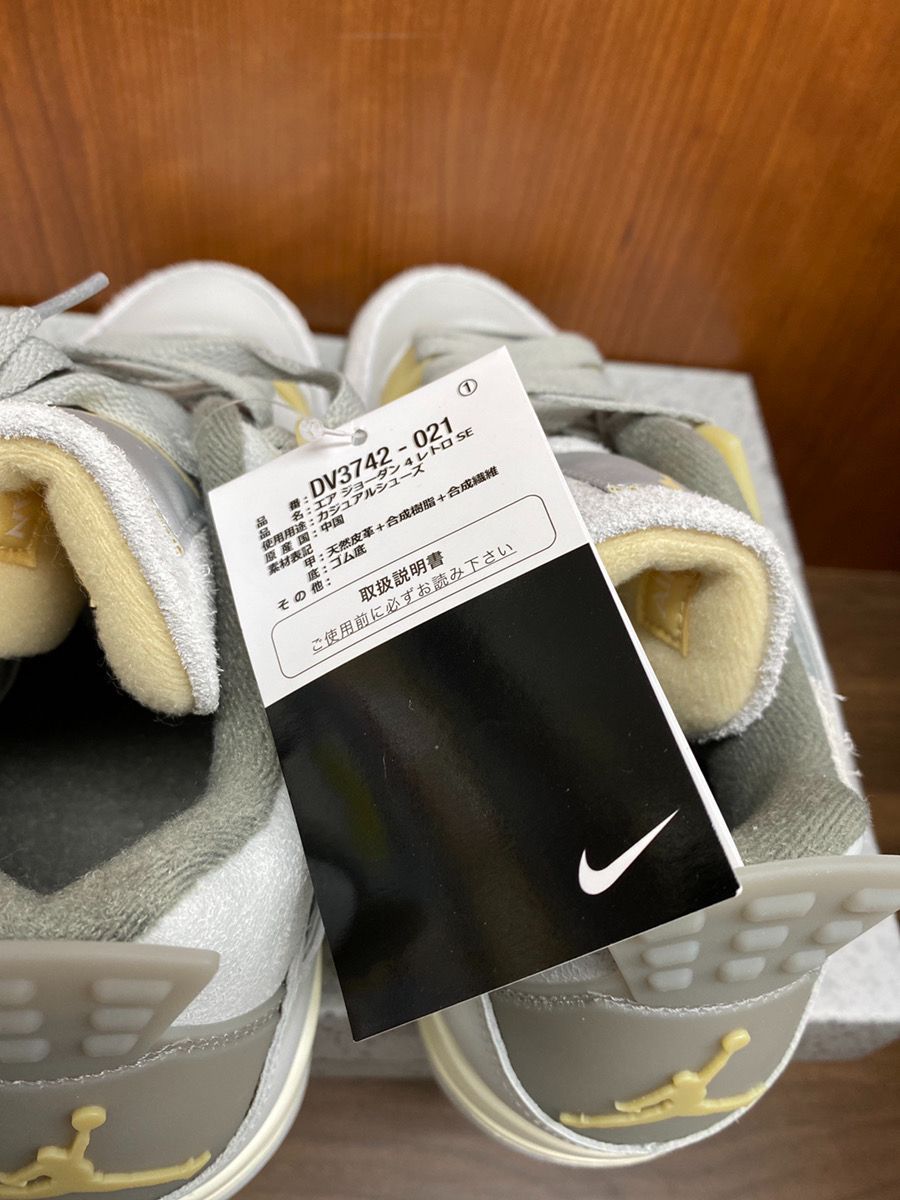 ①
品番：DV3742 - 021
品名：エア ジョーダン 4 レトロ SE
使用用途：カジュアルシューズ
原産国：中国
素材表記
甲：天然皮革＋合成樹脂＋合成繊維
底：ゴム底
その他：
取扱説明書
ご使用前に必ずお読み下さい